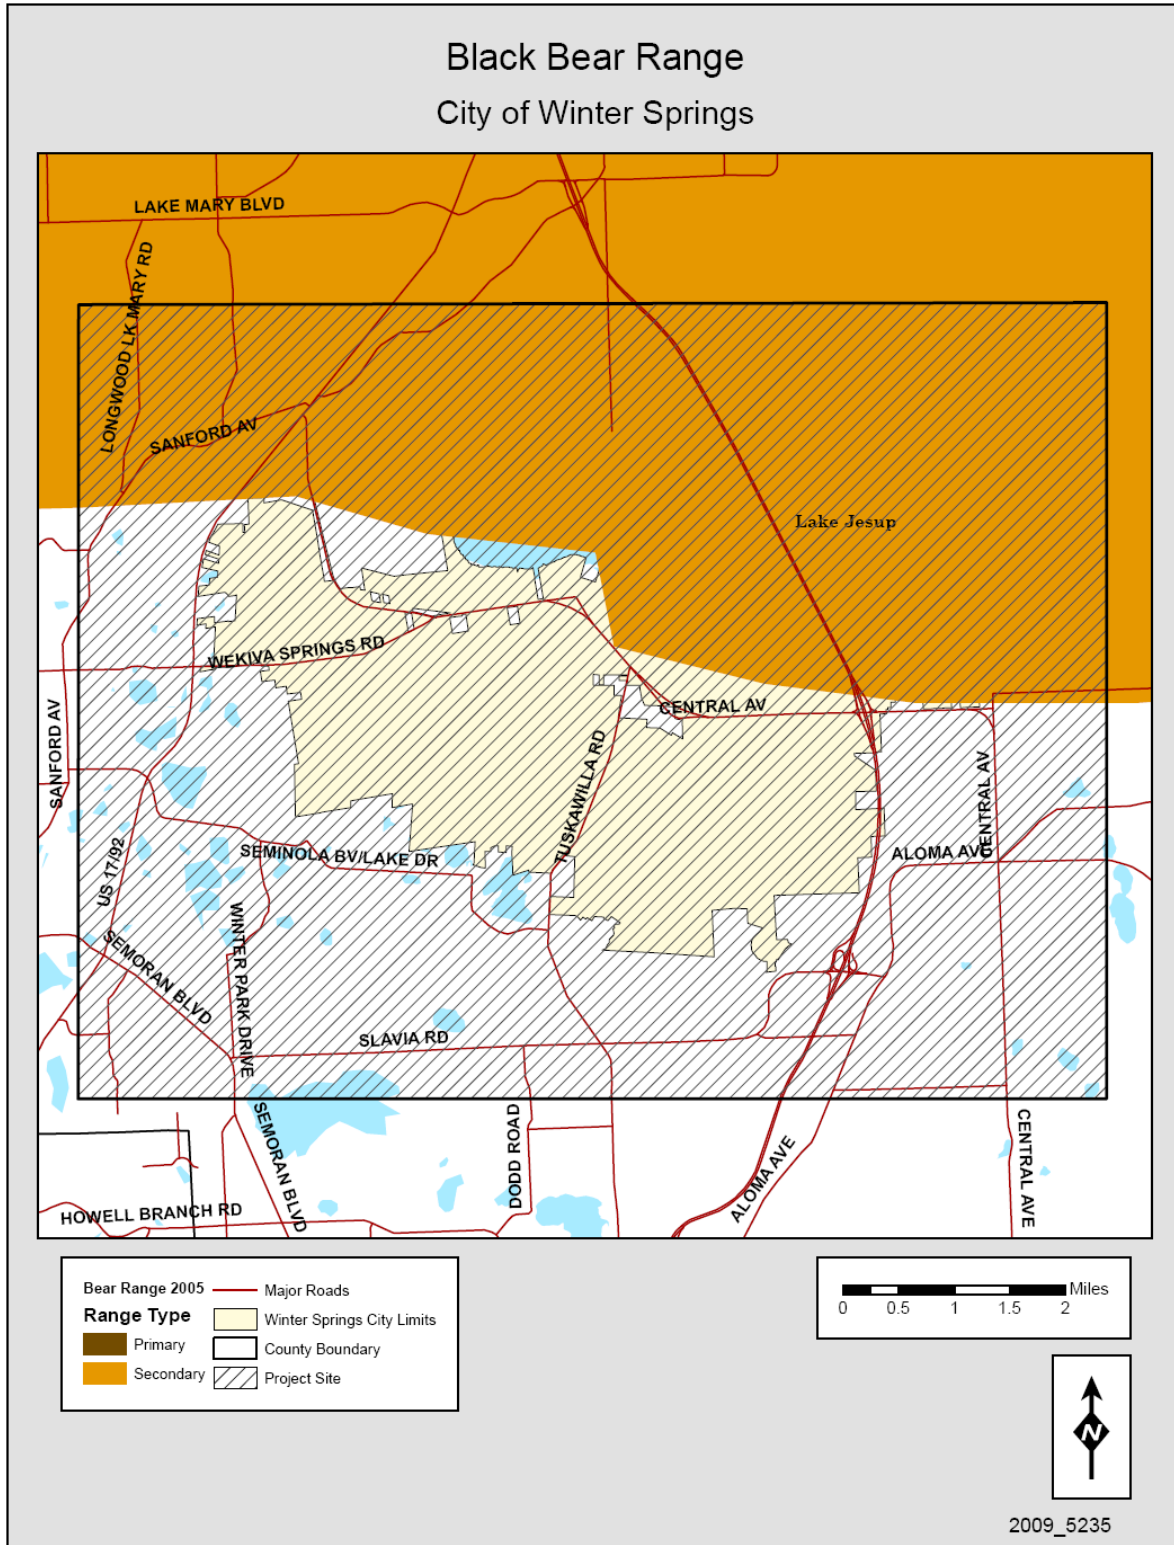 Black Bear Range
City of Winter Springs
LAKE MARY BLVD
LONGWOOD LK MARY RD
SANFORD AV
Lake Jesup
WEKIVA SPRINGS RD
SANFORD AV
CENTRAL AV
TUSKAWILLA RD
CENTRAL AV
US 17/92
SEMINOLA BV/LAKE DR
ALOMA AVE
WINTER PARK DRIVE
SEMORAN BLVD
SLAVIA RD
SEMORAN BLVD
DODD ROAD
ALOMA AVE
CENTRAL AVE
HOWELL BRANCH RD
Bear Range 2005
Range Type
Primary
Secondary
Major Roads
Winter Springs City Limits
County Boundary
Project Site
Miles
0 0.5 1 1.5 2
N
2009_5235